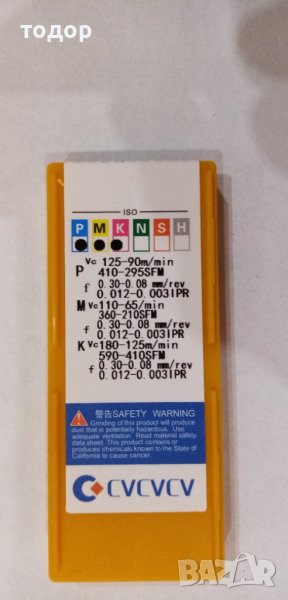 тодор
ISO
P M K N S H
Vc 125-90m/min
P 410-295SFM
f 0.30-0.08 mm/rev
0.012-0.003IPR
M Vc 110-65/min
360-210SFM
f 0.30-0.08 mm/rev
0.012-0.003IPR
K Vc 180-125m/min
590-410SFM
f 0.30-0.08 mm/rev
0.012-0.003IPR
警告SAFETY WARNING
Grinding of this product will produce
dust that is potentially hazardous. Use
adequate ventilation. Read material safety
data sheet. This product contains or
produces chemicals known to the State of
California to cause cancer.
CVCVCV
BAZAR